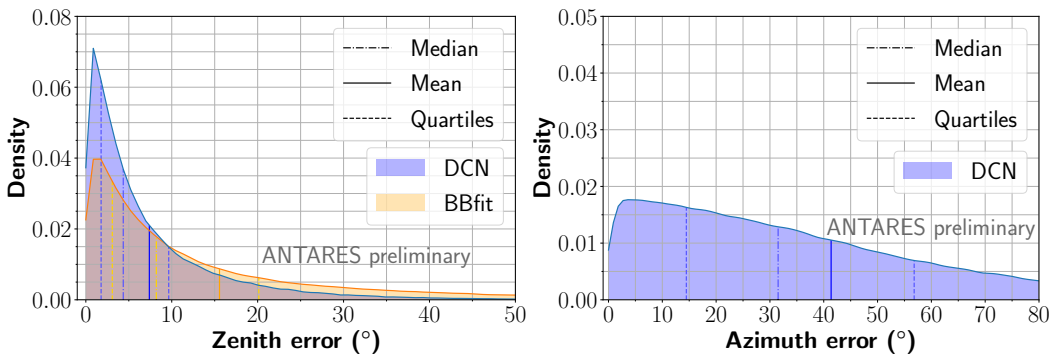 0.08
0.06
0.04
0.02
0.00
Density
0
10
20
30
40
50
Zenith error (°)
Median
Mean
Quartiles
DCN
BBfit
ANTARES preliminary
0.05
0.04
0.03
0.02
0.01
0.00
Density
0
10
20
30
40
50
60
70
80
Azimuth error (°)
Median
Mean
Quartiles
DCN
ANTARES preliminary